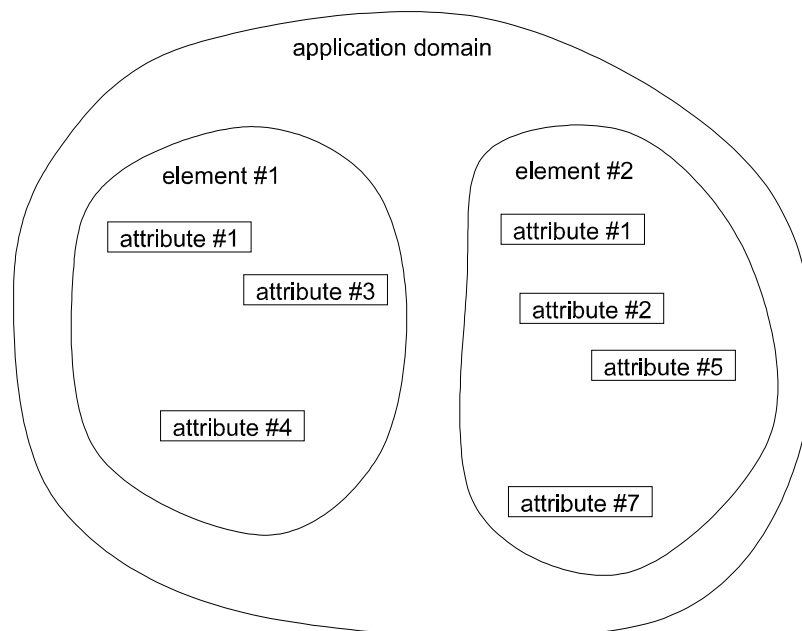 application domain
element #1
attribute #1
attribute #3
attribute #4
element #2
attribute #1
attribute #2
attribute #5
attribute #7